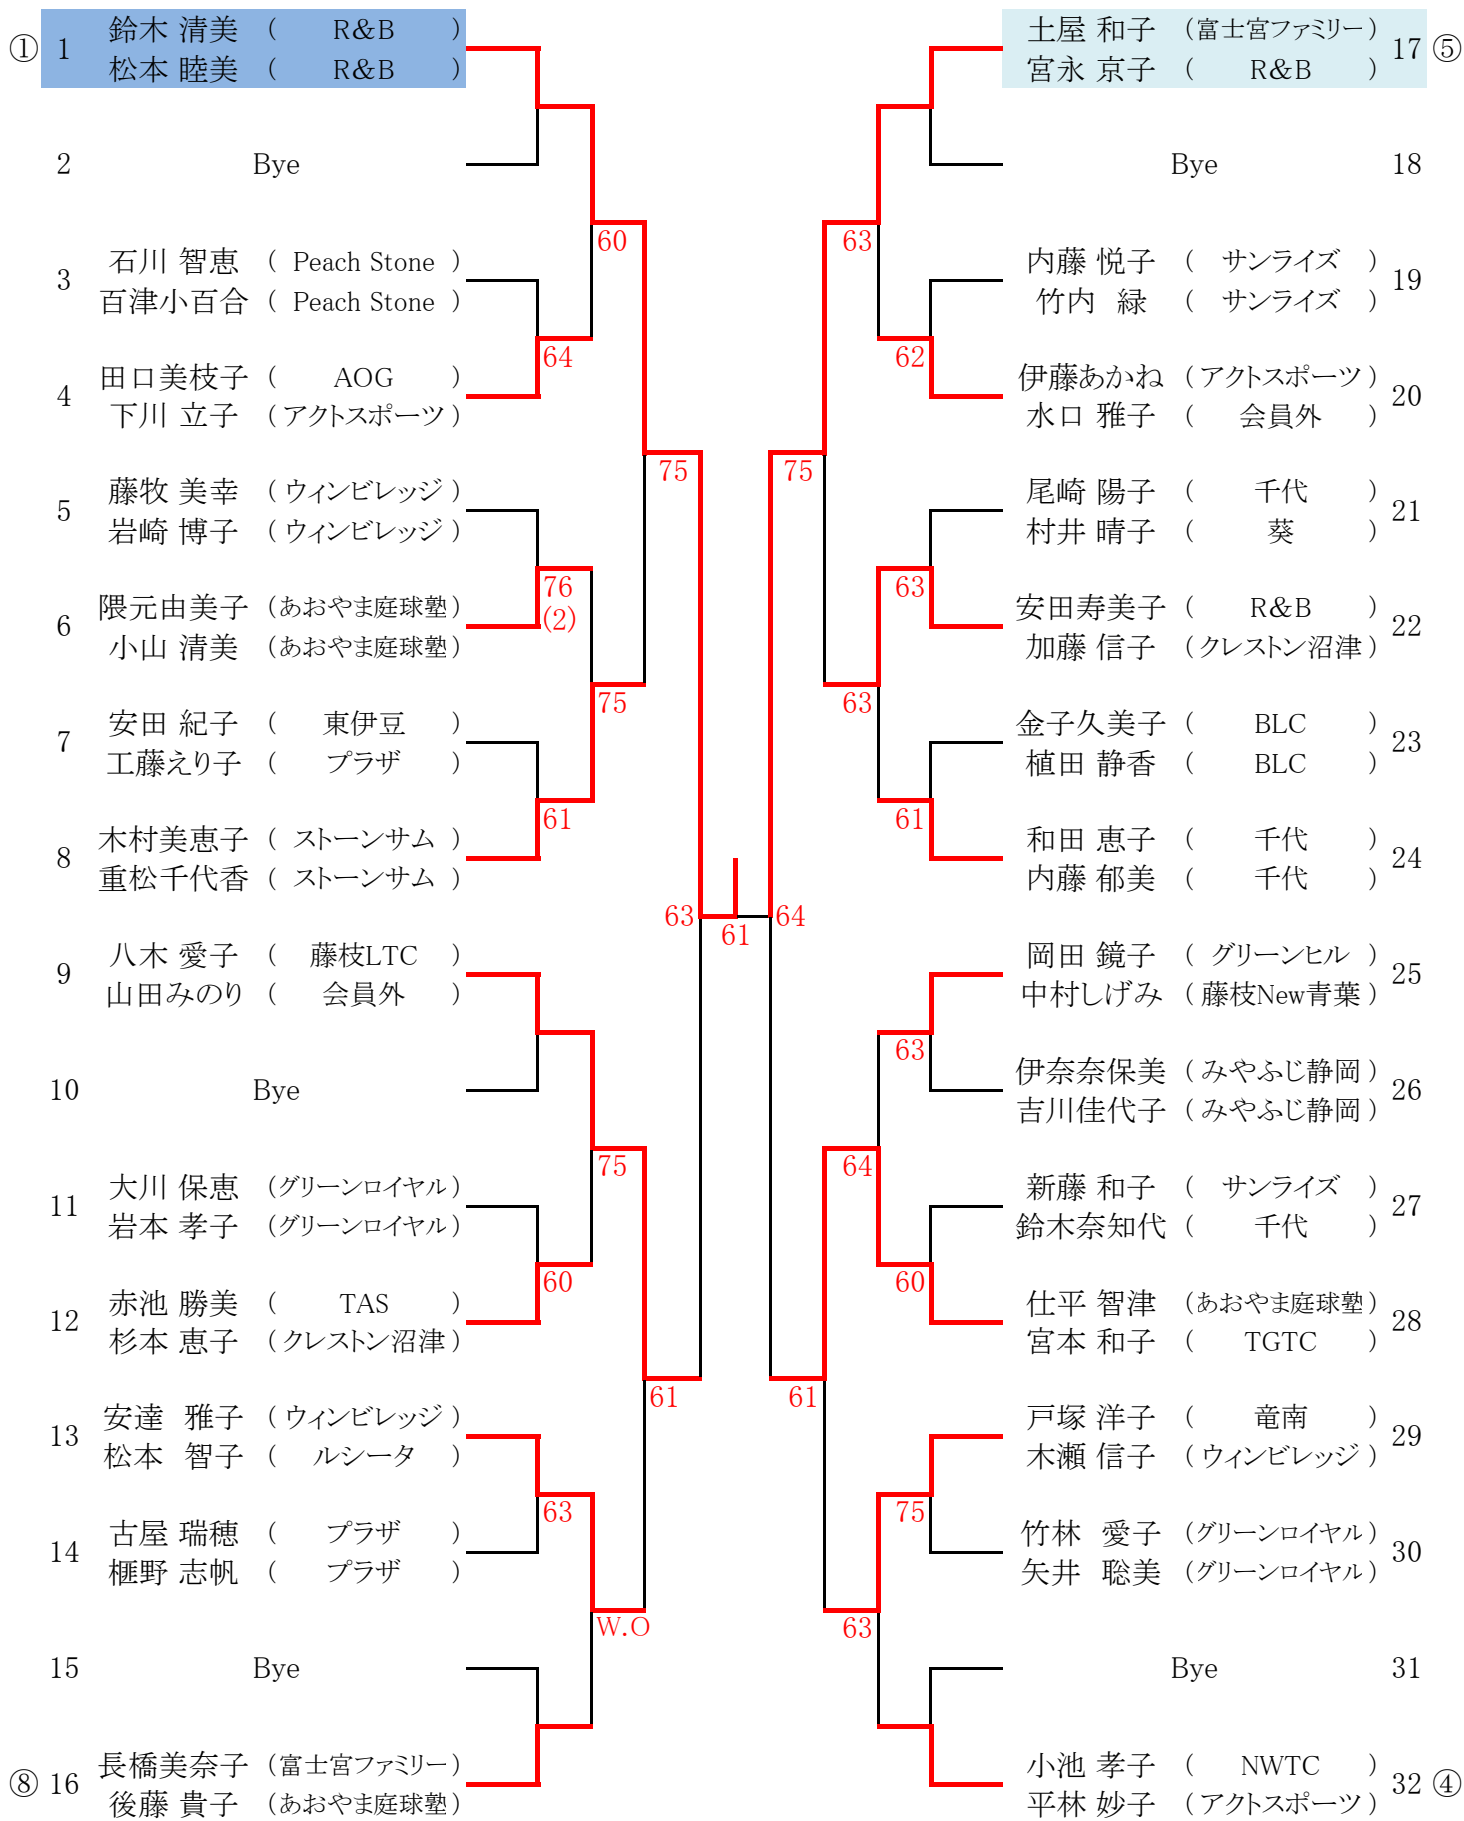 ① 1 鈴木 清美 ( R&B )
松本 睦美 ( R&B )
2 Bye
60
3 石川 智恵 ( Peach Stone )
百津小百合 ( Peach Stone )
64
4 田口美枝子 ( AOG )
下川 立子 (アクトスポーツ)
75
5 藤牧 美幸 (ウィンビレッジ)
岩崎 博子 (ウィンビレッジ)
76
(2)
6 隈元由美子 (あおやま庭球塾)
小山 清美 (あおやま庭球塾)
75
7 安田 紀子 ( 東伊豆 )
工藤えり子 ( プラザ )
61
8 木村美恵子 ( ストーンサム )
重松千代香 ( ストーンサム )
63
61
64
9 八木 愛子 ( 藤枝LTC )
山田みのり ( 会員外 )
10 Bye
75
11 大川 保恵 (グリーンロイヤル)
岩本 孝子 (グリーンロイヤル)
60
12 赤池 勝美 ( TAS )
杉本 恵子 (クレストン沼津)
61
13 安達 雅子 (ウィンビレッジ)
松本 智子 ( ルシータ )
63
14 古屋 瑞穂 ( プラザ )
榧野 志帆 ( プラザ )
W.O
15 Bye
⑧ 16 長橋美奈子 (富士宮ファミリー)
後藤 貴子 (あおやま庭球塾)
土屋 和子 (富士宮ファミリー) 17 ⑤
宮永 京子 ( R&B )
Bye 18
63
内藤 悦子 ( サンライズ ) 19
竹内 緑 ( サンライズ )
62
伊藤あかね (アクトスポーツ) 20
水口 雅子 ( 会員外 )
75
尾崎 陽子 ( 千代 ) 21
村井 晴子 ( 葵 )
63
安田寿美子 ( R&B ) 22
加藤 信子 (クレストン沼津)
63
金子久美子 ( BLC ) 23
植田 静香 ( BLC )
61
和田 恵子 ( 千代 ) 24
内藤 郁美 ( 千代 )
岡田 鏡子 ( グリーンヒル ) 25
中村しげみ (藤枝New青葉)
63
伊奈奈保美 (みやふじ静岡) 26
吉川佳代子 (みやふじ静岡)
64
新藤 和子 ( サンライズ ) 27
鈴木奈知代 ( 千代 )
60
仕平 智津 (あおやま庭球塾) 28
宮本 和子 ( TGTC )
61
戸塚 洋子 ( 竜南 ) 29
木瀬 信子 (ウィンビレッジ)
75
竹林 愛子 (グリーンロイヤル) 30
矢井 聡美 (グリーンロイヤル)
63
Bye 31
小池 孝子 ( NWTC ) 32 ④
平林 妙子 (アクトスポーツ)